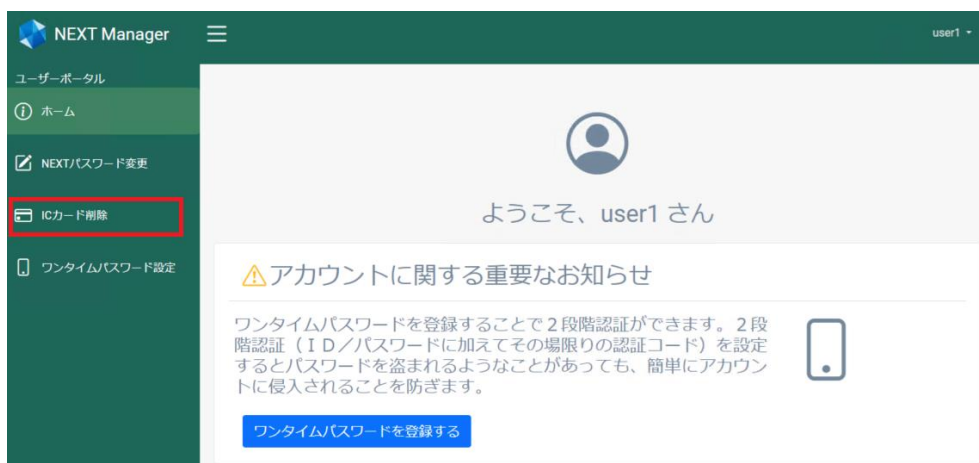 NEXT Manager
user1
ユーザーポータル
ホーム
NEXTパスワード変更
ICカード削除
ワンタイムパスワード設定
ようこそ、user1 さん
アカウントに関する重要なお知らせ
ワンタイムパスワードを登録することで２段階認証ができます。２段
階認証（ＩＤ／パスワードに加えてその場限りの認証コード）を設定
するとパスワードを盗まれるようなことがあっても、簡単にアカウン
トに侵入されることを防ぎます。
ワンタイムパスワードを登録する